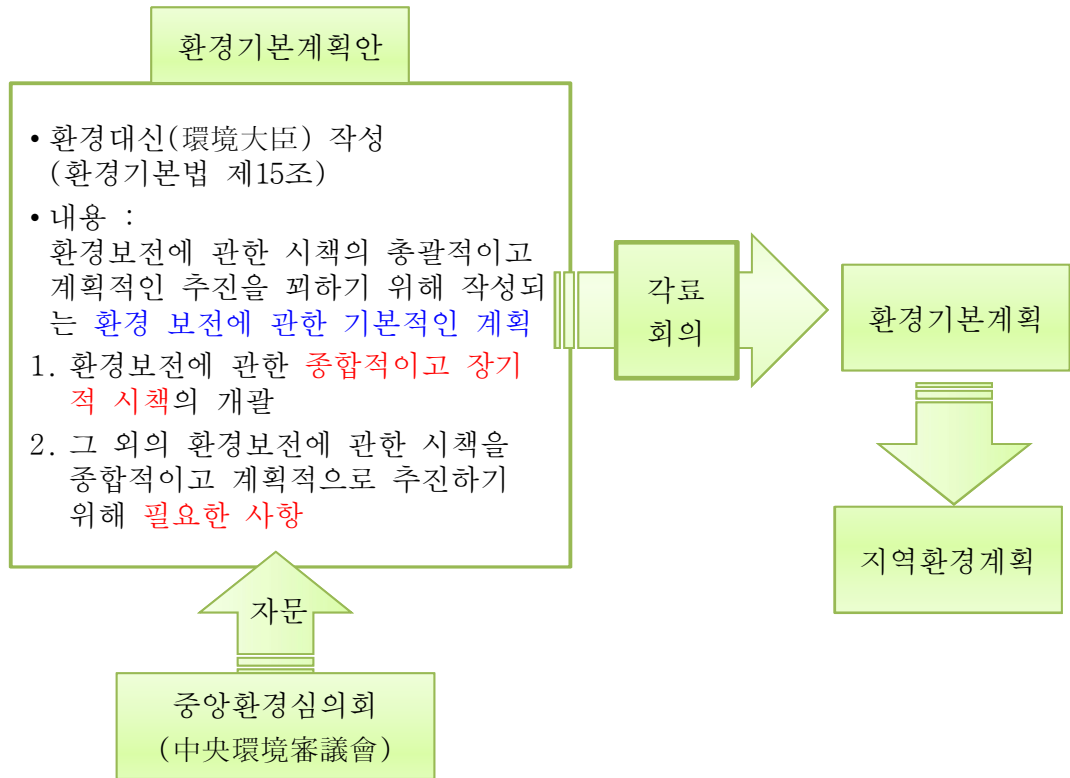 환경기본계획안
• 환경대신(環境大臣) 작성
(환경기본법 제15조)
• 내용 :
환경보전에 관한 시책의 총괄적이고
계획적인 추진을 꾀하기 위해 작성되
는 환경 보전에 관한 기본적인 계획
1. 환경보전에 관한 종합적이고 장기
적 시책의 개괄
2. 그 외의 환경보전에 관한 시책을
종합적이고 계획적으로 추진하기
위해 필요한 사항
각료
회의
환경기본계획
지역환경계획
자문
중앙환경심의회
(中央環境審議會)